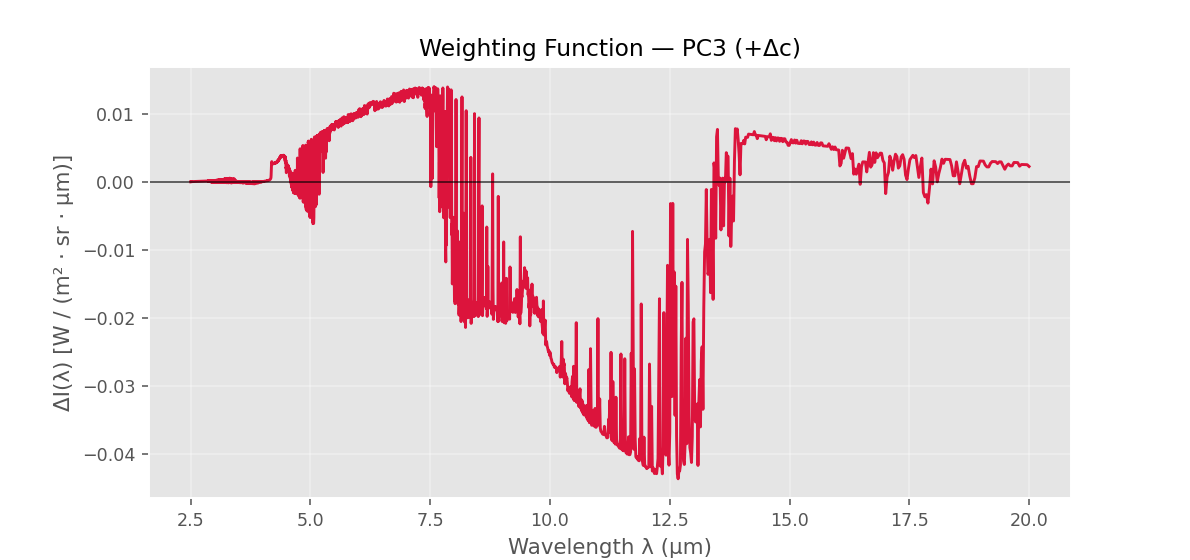 Weighting Function — PC3 (+Δc)
ΔI(λ) [W / (m² · sr · μm)]
0.01
0.00
−0.01
−0.02
−0.03
−0.04
2.5 5.0 7.5 10.0 12.5 15.0 17.5 20.0
Wavelength λ (μm)